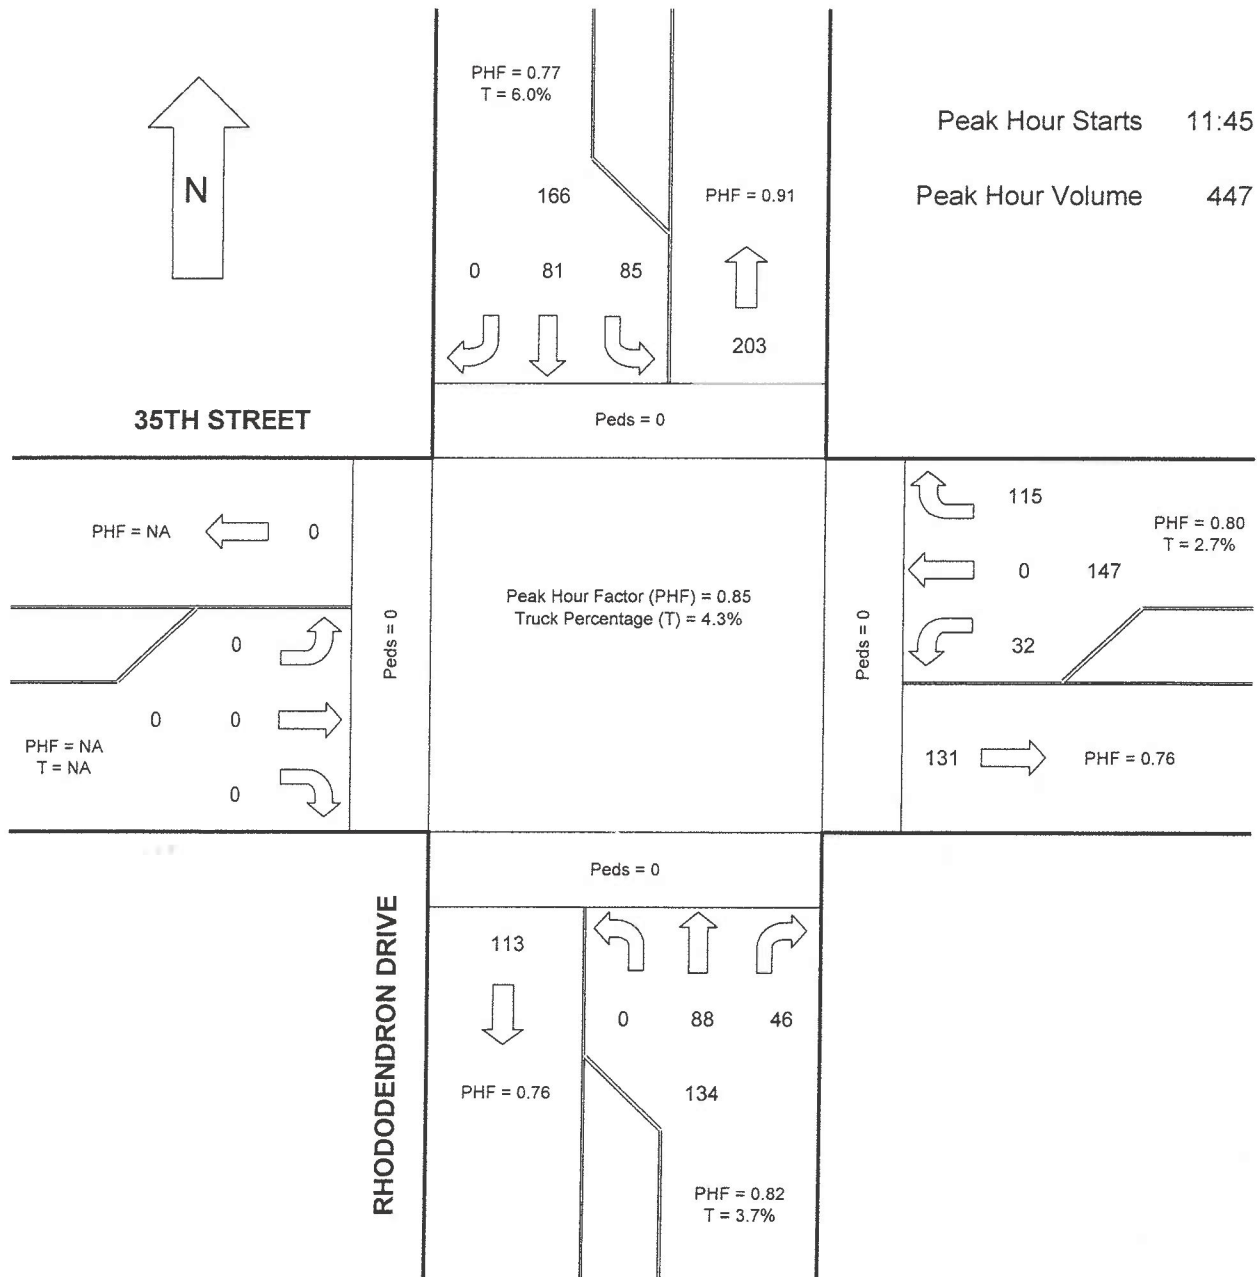 PHF = 0.77
T = 6.0%
Peak Hour Starts 11:45
N
166
PHF = 0.91
Peak Hour Volume 447
0 81 85
203
35TH STREET
Peds = 0
115
PHF = 0.80
T = 2.7%
PHF = NA
0
0 147
Peak Hour Factor (PHF) = 0.85
Truck Percentage (T) = 4.3%
Peds = 0
Peds = 0
0
32
0 0
PHF = NA
T = NA
0
131
PHF = 0.76
Peds = 0
RHODODENDRON DRIVE
113
0 88 46
PHF = 0.76
134
PHF = 0.82
T = 3.7%